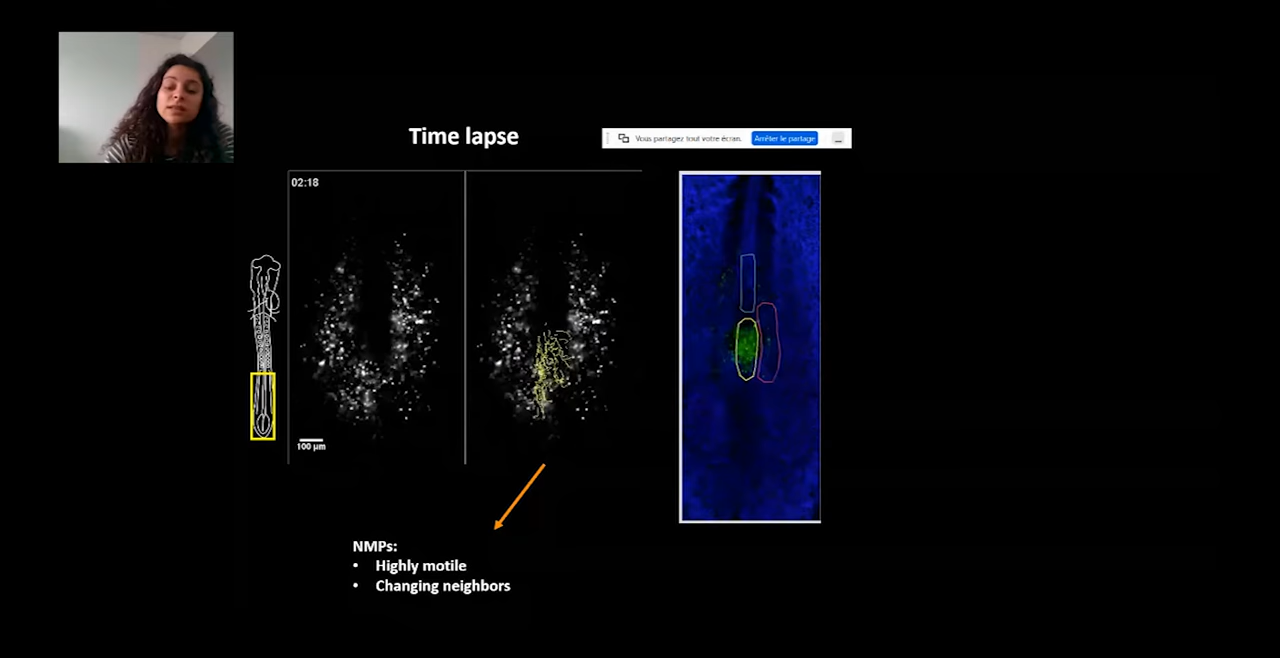 Time lapse
Vous partagez tout votre écran.
Arrêter le partage
02:18
100 µm
NMPs:
• Highly motile
• Changing neighbors